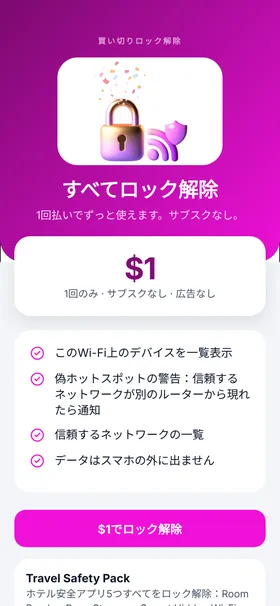 買い切りロック解除
すべてロック解除
1回払いでずっと使えます。サブスクなし。
$1
1回のみ · サブスクなし · 広告なし
このWi-Fi上のデバイスを一覧表示
偽ホットスポットの警告：信頼する
ネットワークが別のルーターから現れ
たら通知
信頼するネットワークの一覧
データはスマホの外に出ません
$1でロック解除
Travel Safety Pack
ホテル安全アプリ5つすべてをロック解除：Room